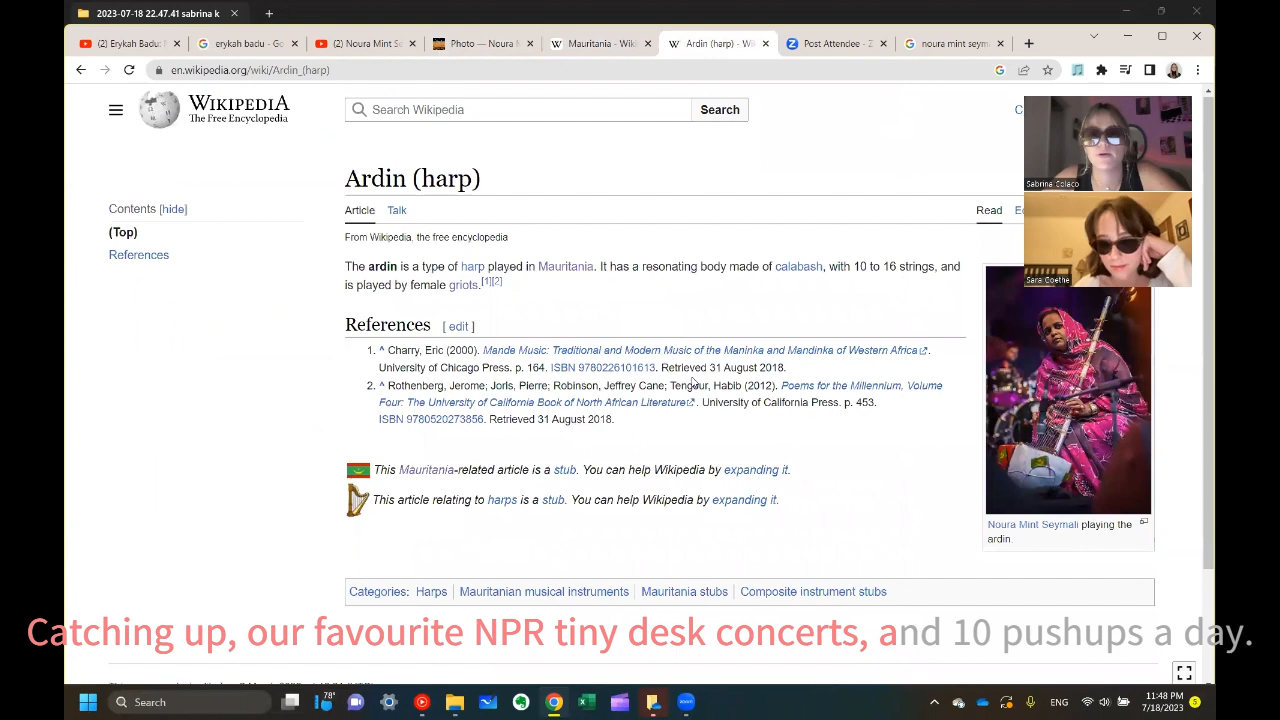 2023-07-18 22.47.41 sabrina k
(2) Erykah Badu:
erykah badu - Go
(2) Noura Mint S
Photo — Noura
Mauritania - Wiki
Ardin (harp) - Wi
Post Attendee - Z
noura mint seym
en.wikipedia.org/wiki/Ardin_(harp)
WIKIPEDIA
The Free Encyclopedia
Search Wikipedia
Search
C
Sabrina Colaco
Sara Goethe
Ardin (harp)
Contents [hide]
(Top)
References
Article Talk
Read
E
From Wikipedia, the free encyclopedia
The ardin is a type of harp played in Mauritania. It has a resonating body made of calabash, with 10 to 16 strings, and
is played by female griots.[1][2]
References [ edit ]
1. ^ Charry, Eric (2000). Mande Music: Traditional and Modern Music of the Maninka and Mandinka of Western Africa.
University of Chicago Press. p. 164. ISBN 9780226101613. Retrieved 31 August 2018.
2. ^ Rothenberg, Jerome; Joris, Pierre; Robinson, Jeffrey Cane; Tengour, Habib (2012). Poems for the Millennium, Volume
Four: The University of California Book of North African Literature. University of California Press. p. 453.
ISBN 9780520273856. Retrieved 31 August 2018.
This Mauritania-related article is a stub. You can help Wikipedia by expanding it.
This article relating to harps is a stub. You can help Wikipedia by expanding it.
Noura Mint Seymali playing the
ardin.
Categories: Harps | Mauritanian musical instruments | Mauritania stubs | Composite instrument stubs
Catching up, our favourite NPR tiny desk concerts, and 10 pushups a day.
Search
78°
ENG
11:48 PM
7/18/2023